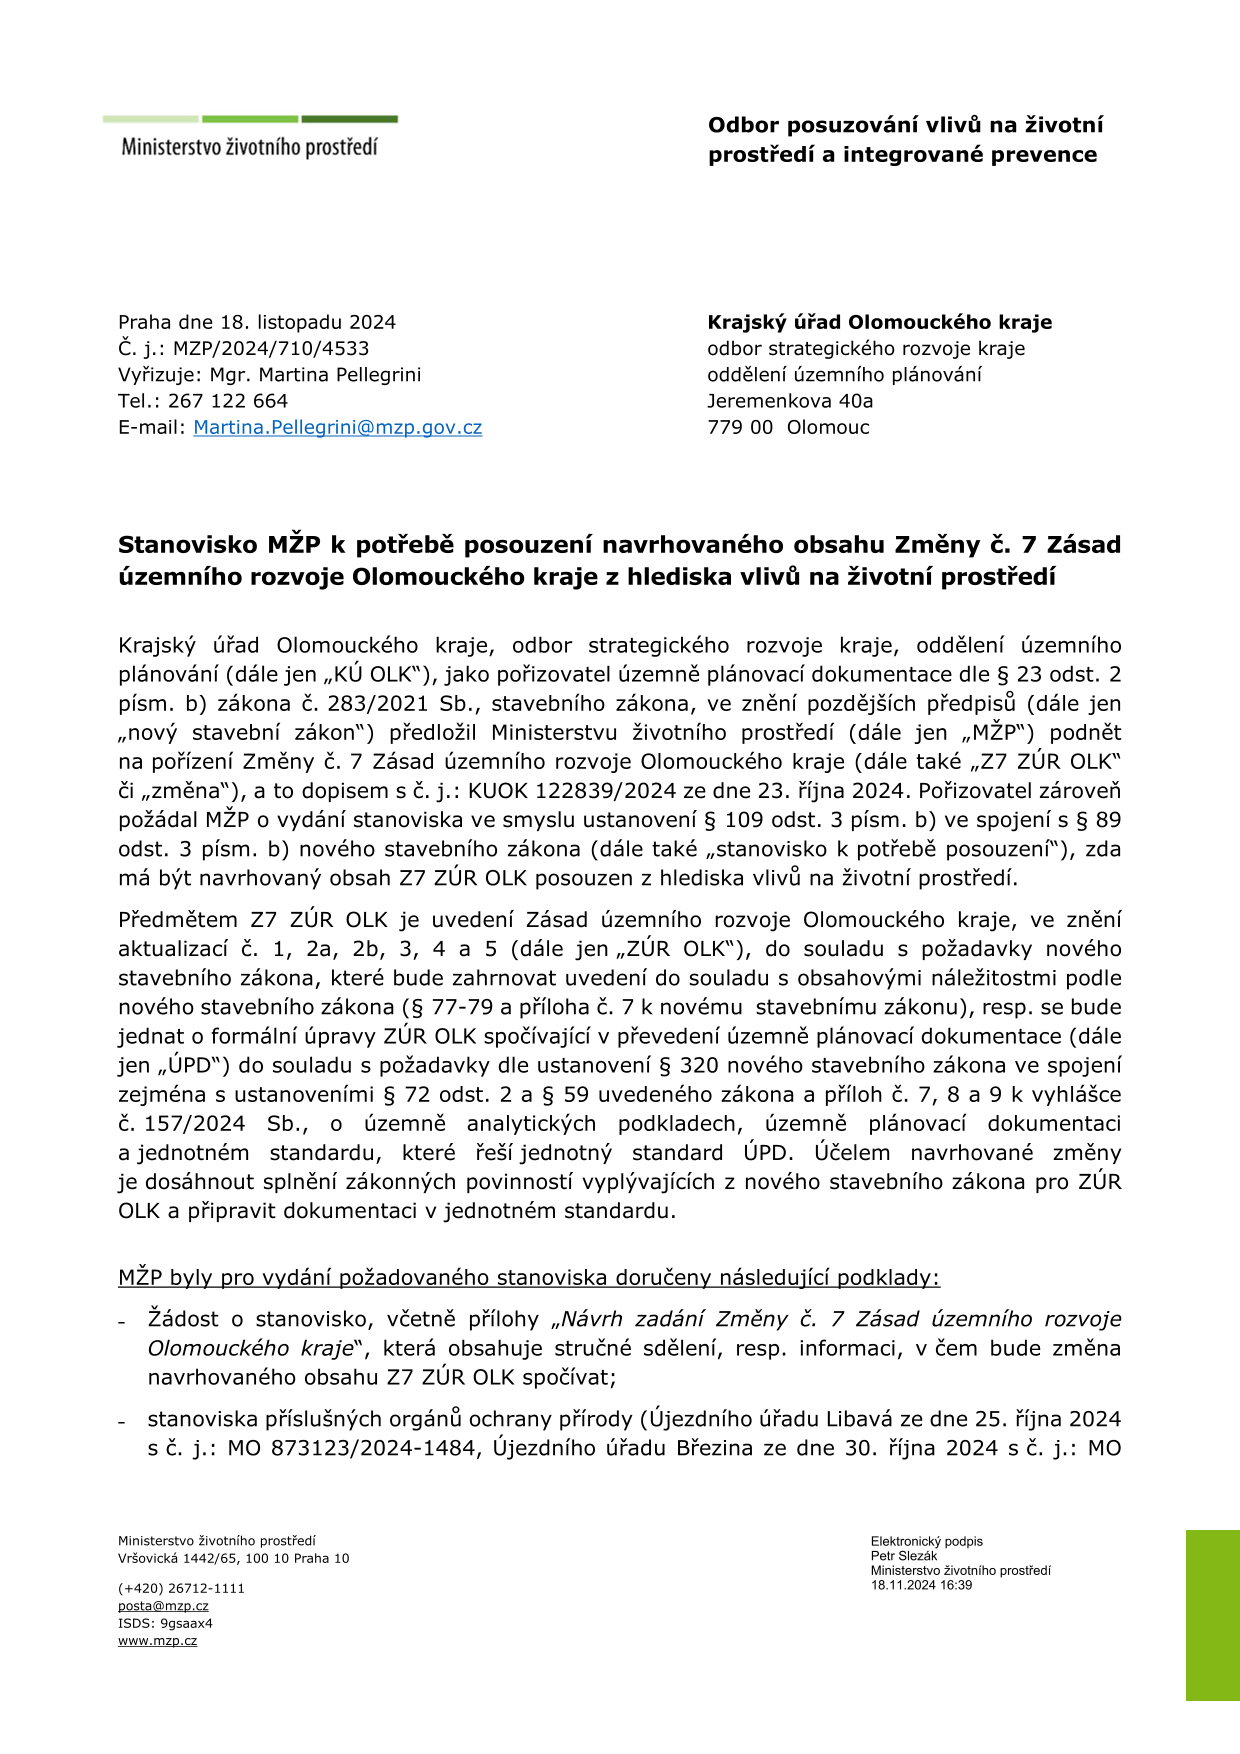 Ministerstvo životního prostředí
Odbor posuzování vlivů na životní
prostředí a integrované prevence
Praha dne 18. listopadu 2024
Č. j.: MZP/2024/710/4533
Vyřizuje: Mgr. Martina Pellegrini
Tel.: 267 122 664
E-mail: Martina.Pellegrini@mzp.gov.cz
Krajský úřad Olomouckého kraje
odbor strategického rozvoje kraje
oddělení územního plánování
Jeremenkova 40a
779 00  Olomouc
Stanovisko MŽP k potřebě posouzení navrhovaného obsahu Změny č. 7 Zásad
územního rozvoje Olomouckého kraje z hlediska vlivů na životní prostředí
Krajský úřad Olomouckého kraje, odbor strategického rozvoje kraje, oddělení územního
plánování (dále jen „KÚ OLK“), jako pořizovatel územně plánovací dokumentace dle § 23 odst. 2
písm. b) zákona č. 283/2021 Sb., stavebního zákona, ve znění pozdějších předpisů (dále jen
„nový stavební zákon“) předložil Ministerstvu životního prostředí (dále jen „MŽP“) podnět
na pořízení Změny č. 7 Zásad územního rozvoje Olomouckého kraje (dále také „Z7 ZÚR OLK“
či „změna“), a to dopisem s č. j.: KUOK 122839/2024 ze dne 23. října 2024. Pořizovatel zároveň
požádal MŽP o vydání stanoviska ve smyslu ustanovení § 109 odst. 3 písm. b) ve spojení s § 89
odst. 3 písm. b) nového stavebního zákona (dále také „stanovisko k potřebě posouzení“), zda
má být navrhovaný obsah Z7 ZÚR OLK posouzen z hlediska vlivů na životní prostředí.
Předmětem Z7 ZÚR OLK je uvedení Zásad územního rozvoje Olomouckého kraje, ve znění
aktualizací č. 1, 2a, 2b, 3, 4 a 5 (dále jen „ZÚR OLK“), do souladu s požadavky nového
stavebního zákona, které bude zahrnovat uvedení do souladu s obsahovými náležitostmi podle
nového stavebního zákona (§ 77-79 a příloha č. 7 k novému  stavebnímu zákonu), resp. se bude
jednat o formální úpravy ZÚR OLK spočívající v převedení územně plánovací dokumentace (dále
jen „ÚPD“) do souladu s požadavky dle ustanovení § 320 nového stavebního zákona ve spojení
zejména s ustanoveními § 72 odst. 2 a § 59 uvedeného zákona a příloh č. 7, 8 a 9 k vyhlášce
č. 157/2024 Sb., o územně analytických podkladech, územně plánovací dokumentaci
a jednotném standardu, které řeší jednotný standard ÚPD. Účelem navrhované změny
je dosáhnout splnění zákonných povinností vyplývajících z nového stavebního zákona pro ZÚR
OLK a připravit dokumentaci v jednotném standardu.
MŽP byly pro vydání požadovaného stanoviska doručeny následující podklady:
- Žádost o stanovisko, včetně přílohy „Návrh zadání Změny č. 7 Zásad územního rozvoje
Olomouckého kraje“, která obsahuje stručné sdělení, resp. informaci, v čem bude změna
navrhovaného obsahu Z7 ZÚR OLK spočívat;
- stanoviska příslušných orgánů ochrany přírody (Újezdního úřadu Libavá ze dne 25. října 2024
s č. j.: MO 873123/2024-1484, Újezdního úřadu Březina ze dne 30. října 2024 s č. j.: MO
Ministerstvo životního prostředí
Vršovická 1442/65, 100 10 Praha 10
(+420) 26712-1111
posta@mzp.cz
ISDS: 9gsaax4
www.mzp.cz
Elektronický podpis
Petr Slezák
Ministerstvo životního prostředí
18.11.2024 16:39